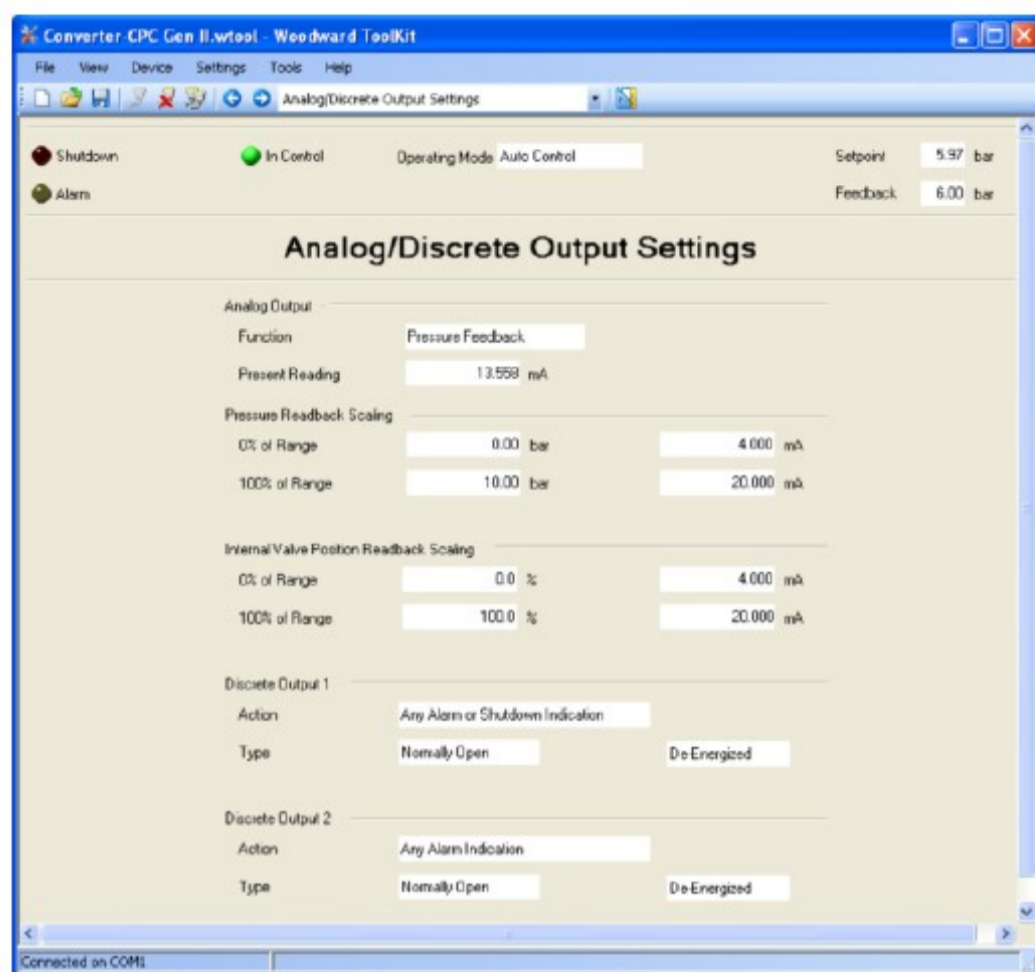 Converter-CPC Gen II.wtool - Woodward ToolKit
File View Device Settings Tools Help
Analog/Discrete Output Settings
Shutdown In Control Operating Mode Auto Control Setpoint 5.97 bar
Alarm Feedback 6.00 bar
Analog/Discrete Output Settings
Analog Output
Function Pressure Feedback
Present Reading 13.558 mA
Pressure Readback Scaling
0% of Range 0.00 bar 4.000 mA
100% of Range 10.00 bar 20.000 mA
Internal Valve Position Readback Scaling
0% of Range 0.0 % 4.000 mA
100% of Range 100.0 % 20.000 mA
Discrete Output 1
Action Any Alarm or Shutdown Indication
Type Normally Open De-Energized
Discrete Output 2
Action Any Alarm Indication
Type Normally Open De-Energized
Connected on COM1